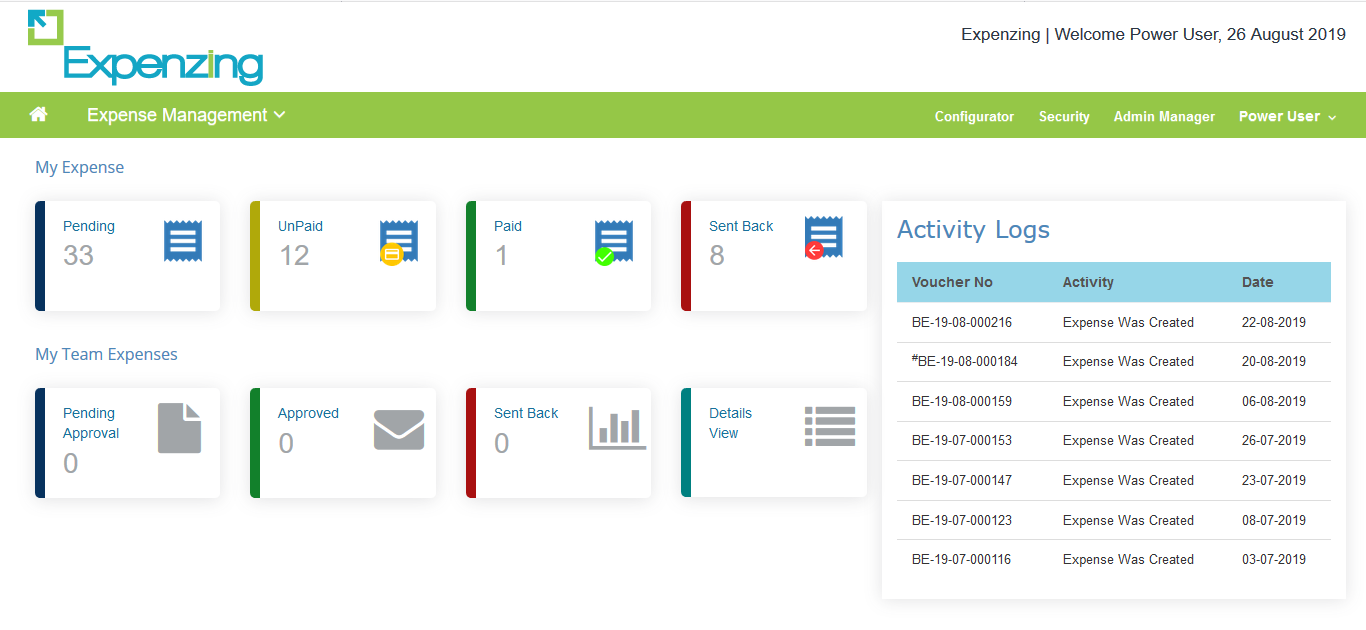 Expenzing
Expenzing | Welcome Power User, 26 August 2019
Expense Management
Configurator Security Admin Manager Power User
My Expense
Pending
33
UnPaid
12
Paid
1
Sent Back
8
My Team Expenses
Pending
Approval
0
Approved
0
Sent Back
0
Details
View
Activity Logs
Voucher No Activity Date
BE-19-08-000216 Expense Was Created 22-08-2019
#BE-19-08-000184 Expense Was Created 20-08-2019
BE-19-08-000159 Expense Was Created 06-08-2019
BE-19-07-000153 Expense Was Created 26-07-2019
BE-19-07-000147 Expense Was Created 23-07-2019
BE-19-07-000123 Expense Was Created 08-07-2019
BE-19-07-000116 Expense Was Created 03-07-2019